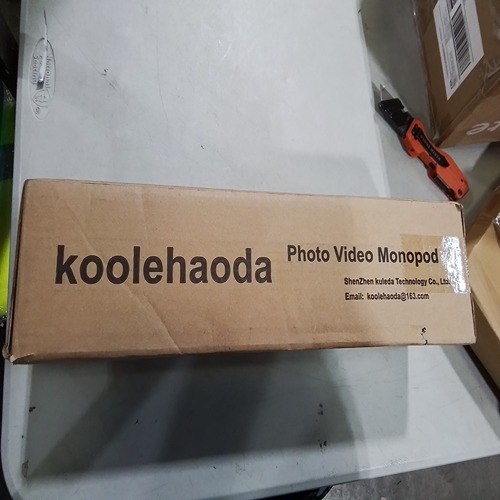 koolehaoda
Photo Video Monopod
ShenZhen kuleda Technology Co., Ltd
Email: koolehaoda@163.com